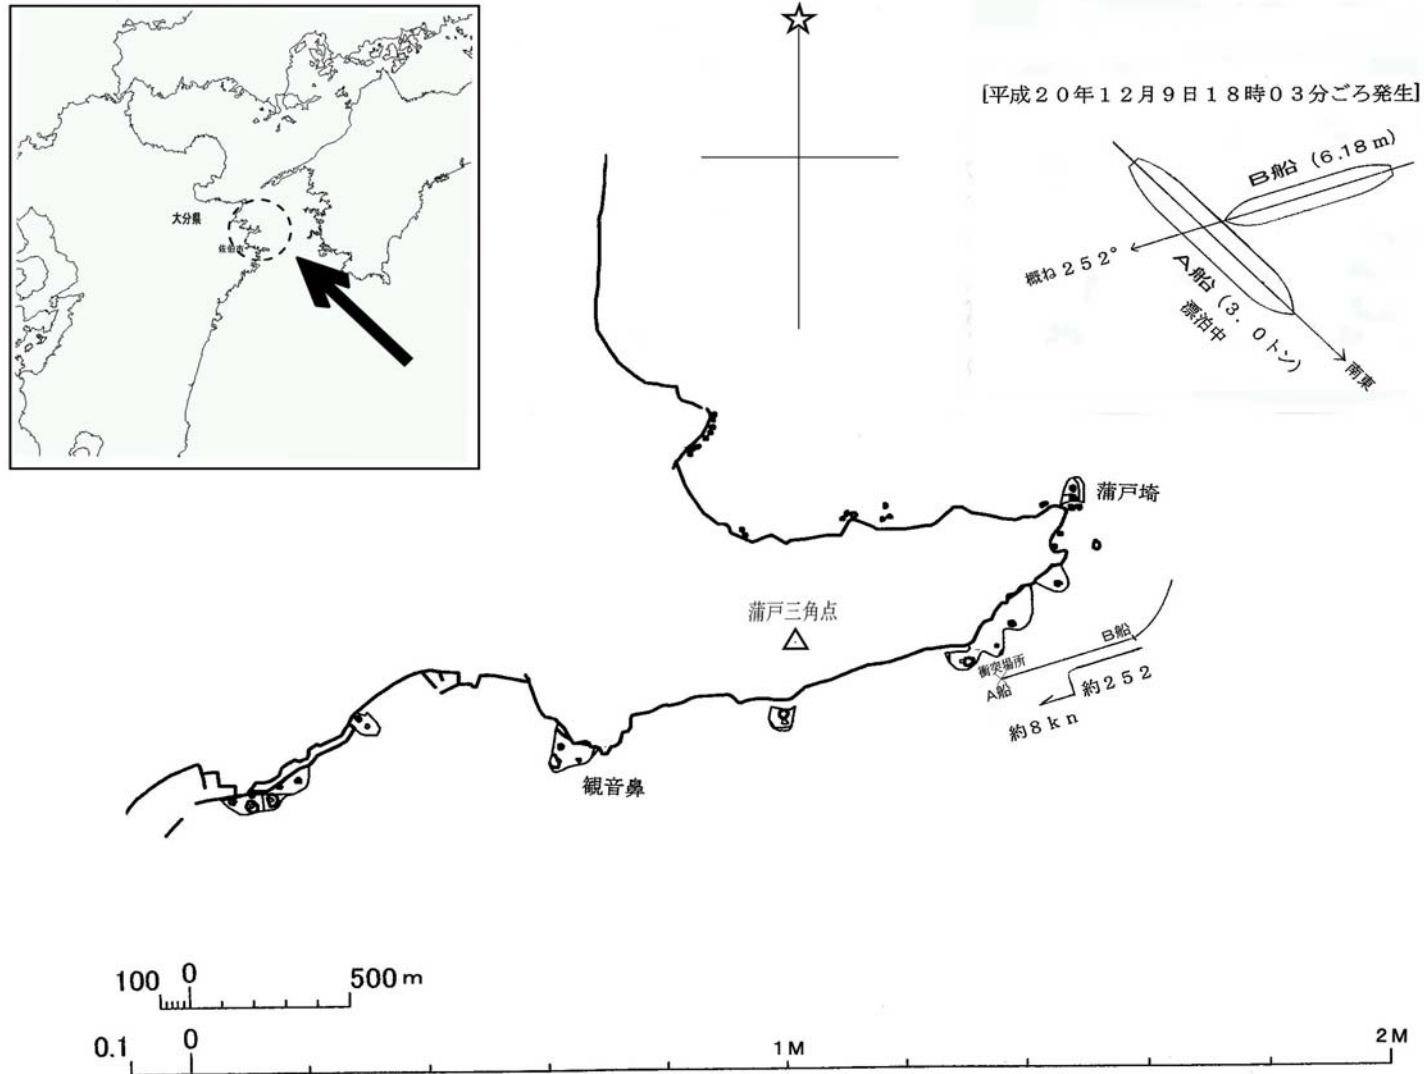 大分県
佐伯市
[平成20年12月9日18時03分ごろ発生]
B船 (6.18m)
概ね252°
A船 (3.0トン)
漂泊中
南東
蒲戸埼
蒲戸三角点
B船
衝突場所
A船
約252
約8kn
観音鼻
100 0 500m
0.1 0 1M 2M